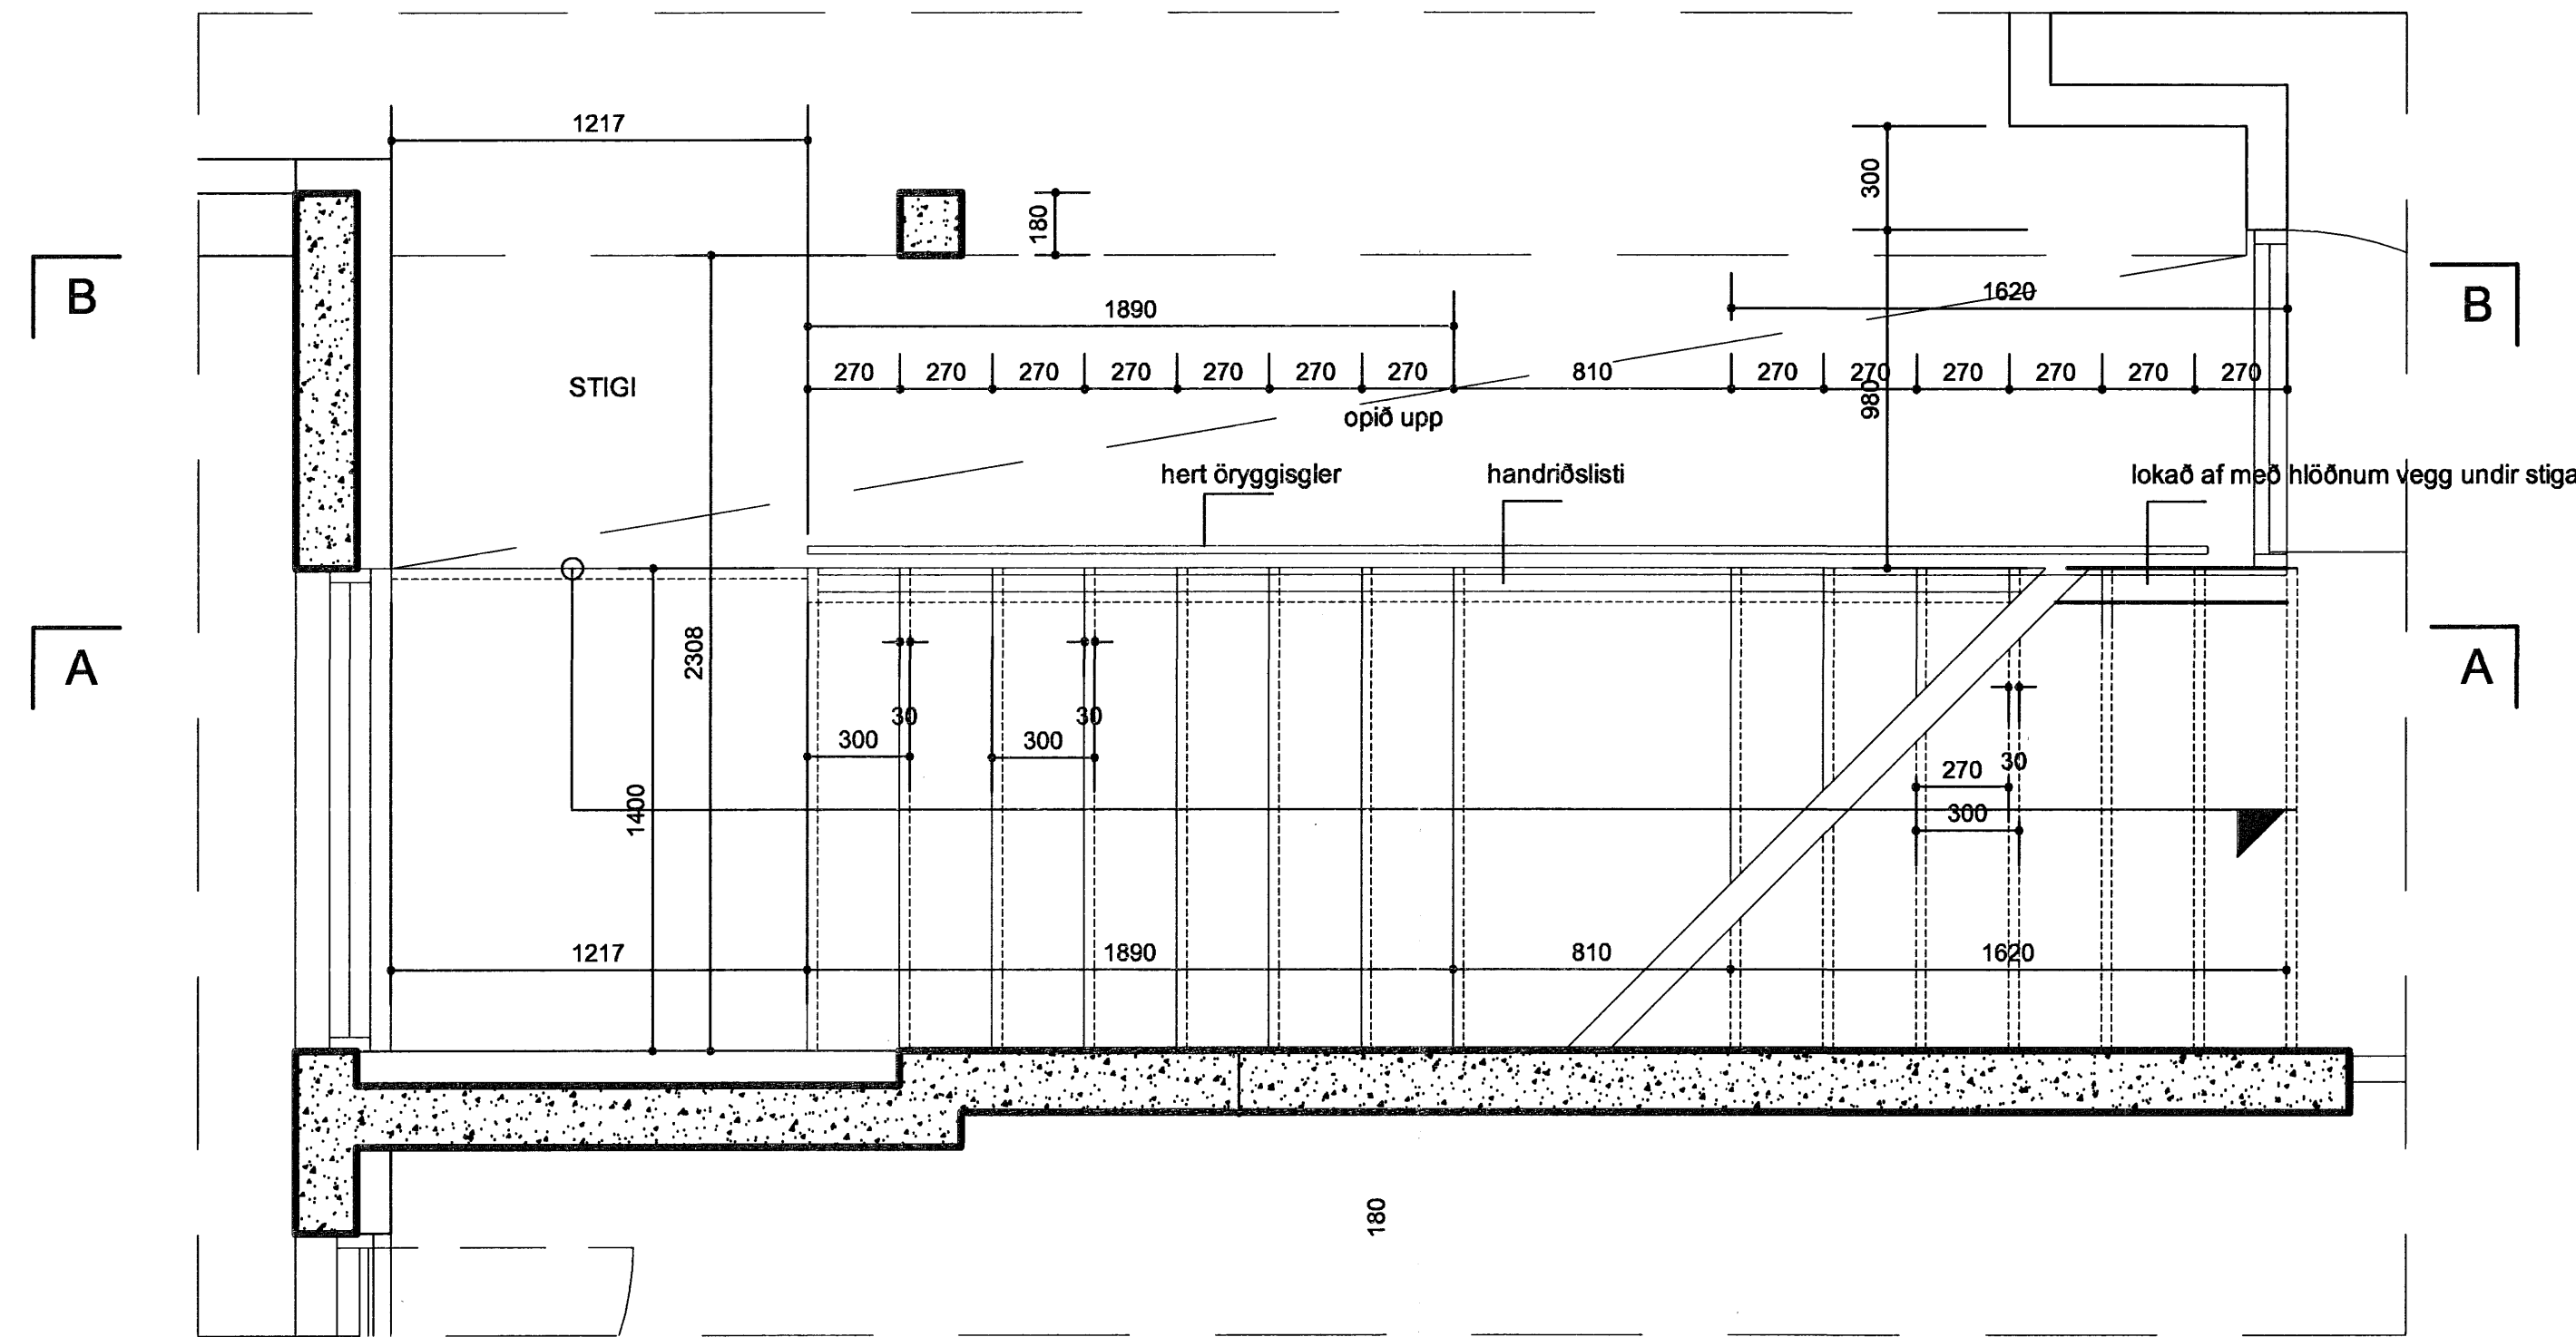 1217
300
180
B
B
1620
1890
270 270 270 270 270 270 270 810 270 270 270 270 270 270
STIGI
980
opið upp
hert öryggisgler
handriðslisti
lokað af með hlöðnum vegg undir stiga
A
A
2308
30
30
300
300
30
270
300
1400
1217
1890
810
1620
180